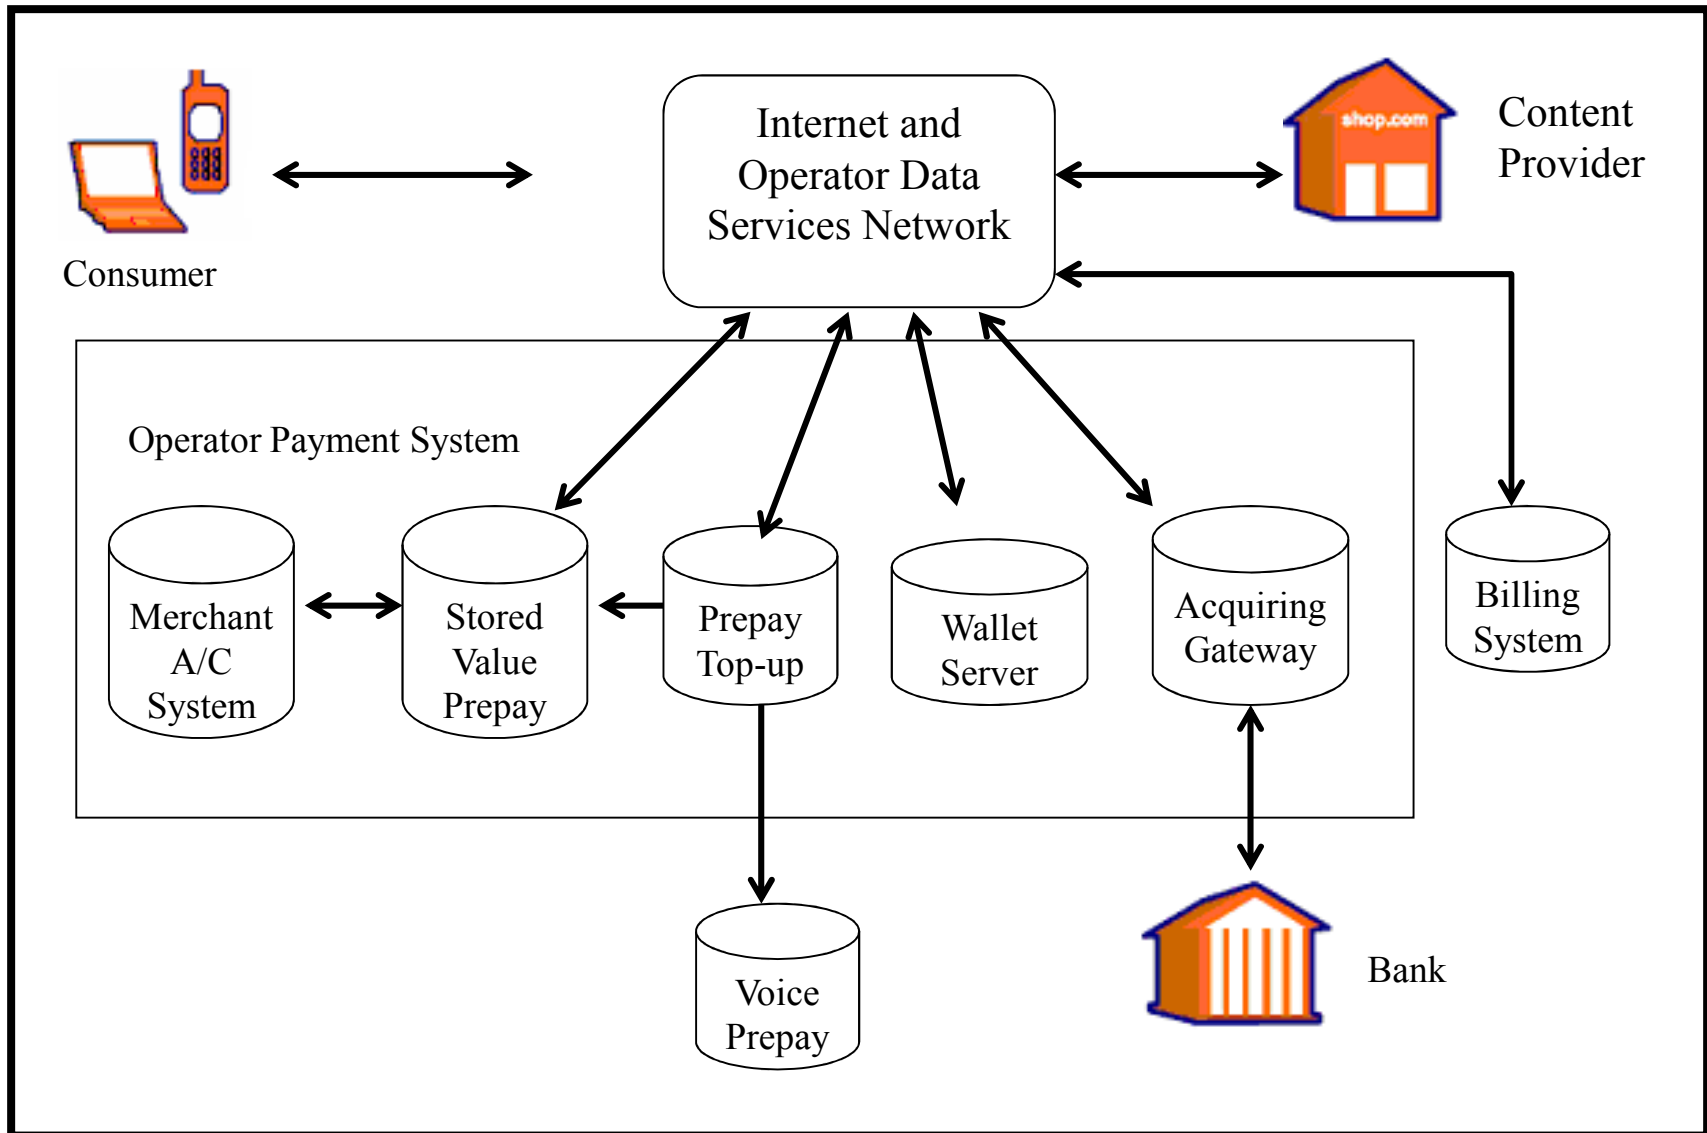 Internet and
Operator Data
Services Network
shop.com
Content
Provider
Consumer
Operator Payment System
Merchant
A/C
System
Stored
Value
Prepay
Prepay
Top-up
Wallet
Server
Acquiring
Gateway
Billing
System
Voice
Prepay
Bank